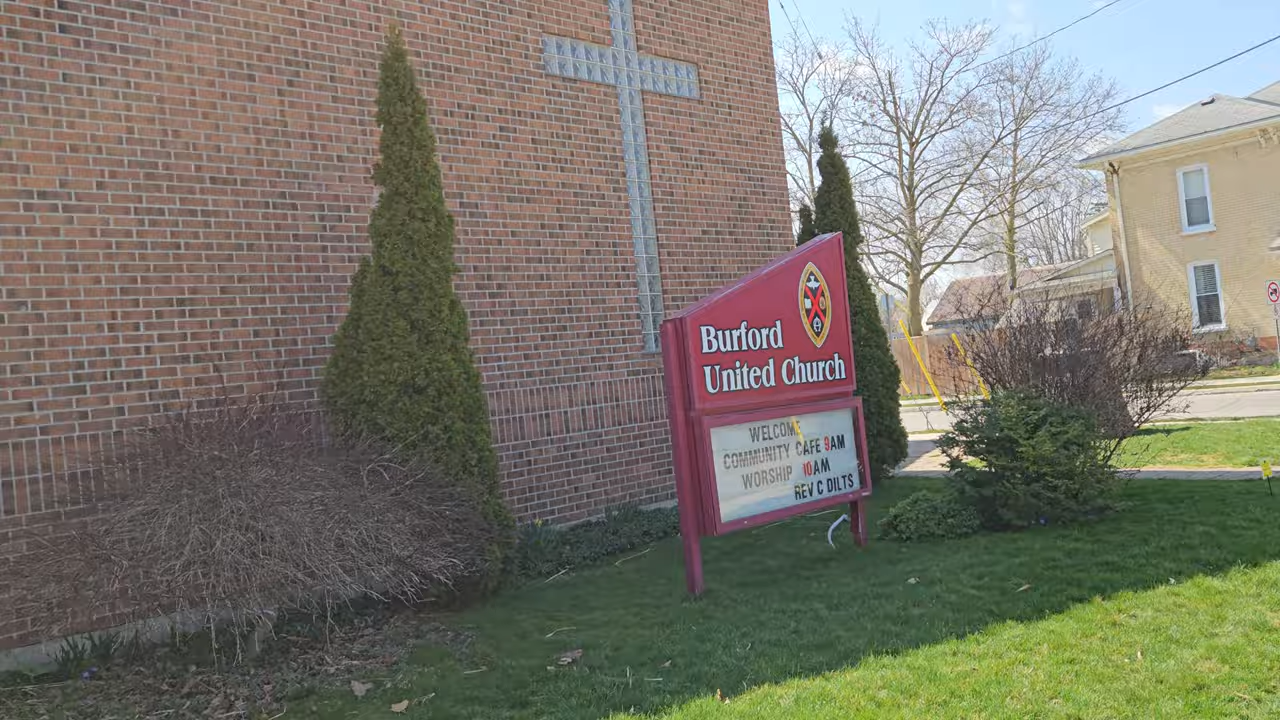 Burford
United Church
WELCOME
COMMUNITY CAFE 9AM
WORSHIP 10AM
REV C DILTS